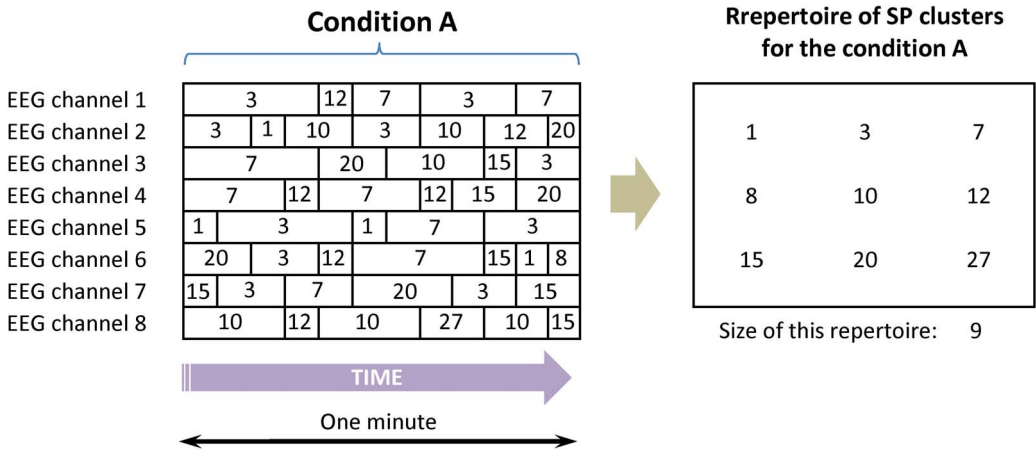 Condition A
Rrepertoire of SP clusters
for the condition A
EEG channel 1 3 12 7 3 7
EEG channel 2 3 1 10 3 10 12 20
EEG channel 3 7 20 10 15 3
EEG channel 4 7 12 7 12 15 20
EEG channel 5 1 3 1 7 3
EEG channel 6 20 3 12 7 15 1 8
EEG channel 7 15 3 7 20 3 15
EEG channel 8 10 12 10 27 10 15
1 3 7
8 10 12
15 20 27
Size of this repertoire: 9
TIME
One minute